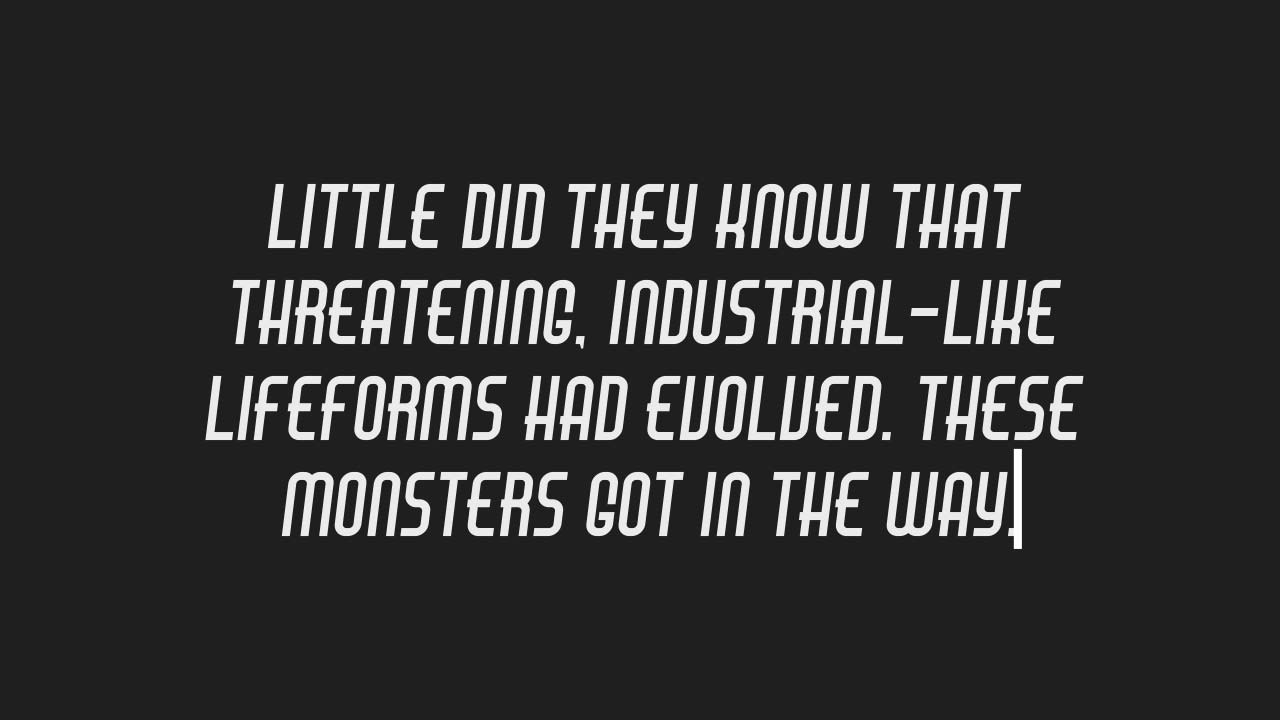 LITTLE DID THEY KNOW THAT
THREATENING, INDUSTRIAL-LIKE
LIFEFORMS HAD EVOLVED. THESE
MONSTERS GOT IN THE WAY.